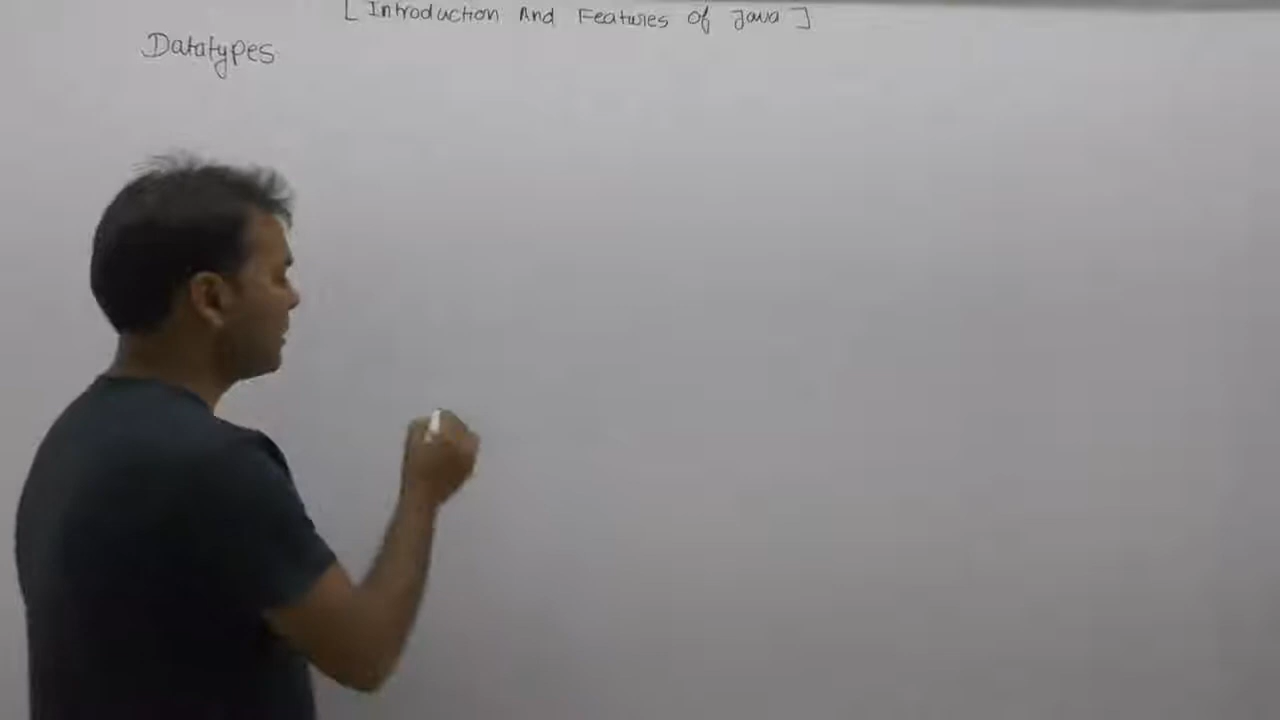 [ Introduction And Features of Java ]
Datatypes